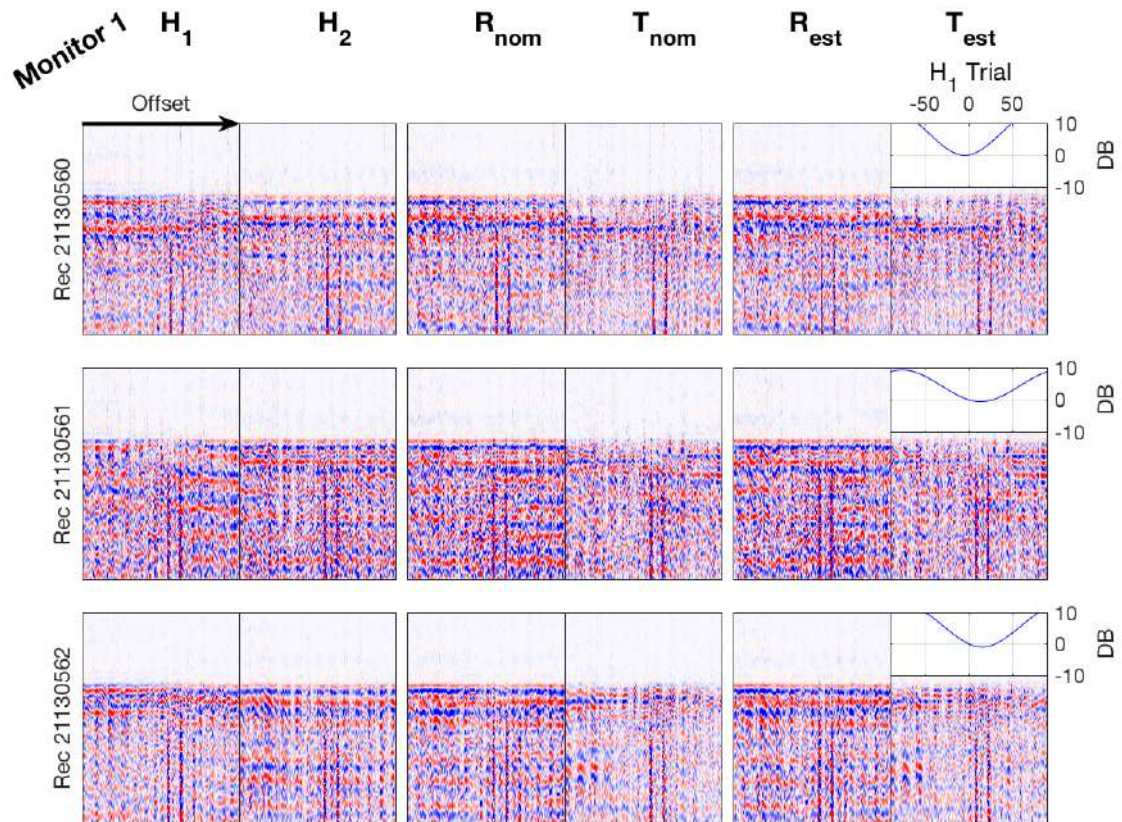 Monitor 1 H1 H2 Rnom Tnom Rest Test
H1 Trial
-50 0 50
Offset
10
0
-10
DB
Rec 21130560
10
0
-10
DB
Rec 21130561
10
0
-10
DB
Rec 21130562